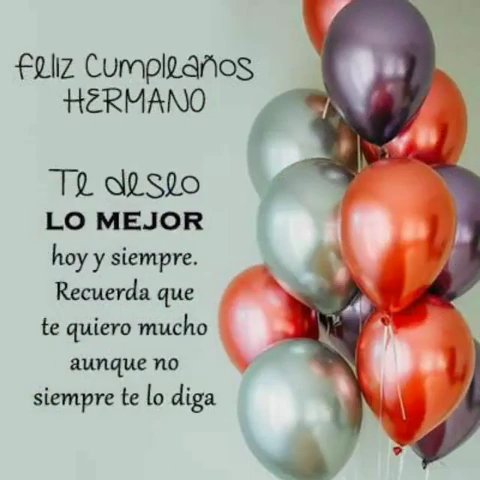 Feliz Cumpleaños
HERMANO
Te deseo
LO MEJOR
hoy y siempre.
Recuerda que
te quiero mucho
aunque no
siempre te lo diga